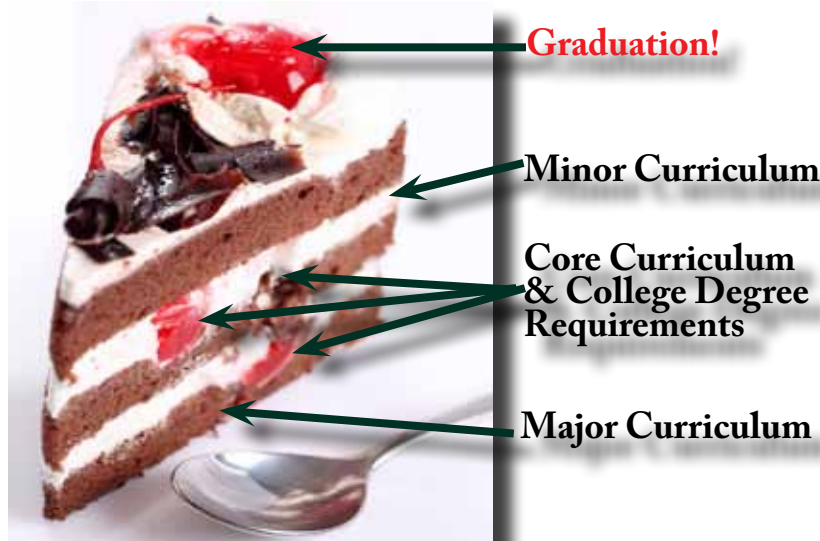 Graduation!
Minor Curriculum
Core Curriculum
& College Degree
Requirements
Major Curriculum